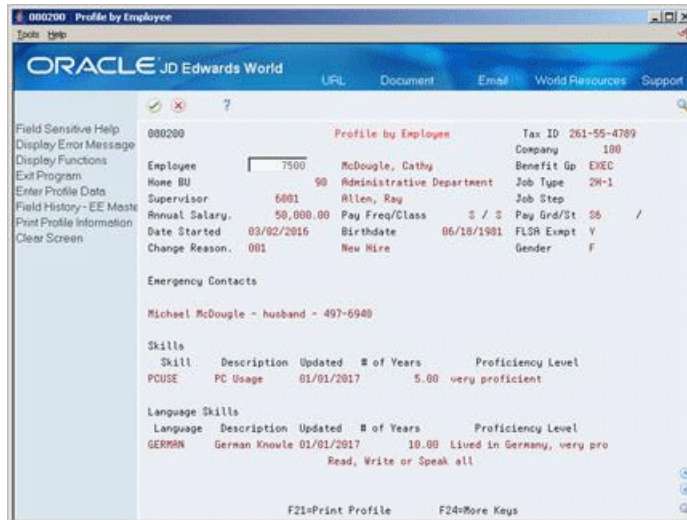 080200 Profile by Employee
Tools Help
ORACLE JD Edwards World
URL Document Email World Resources Support
?
Field Sensitive Help
Display Error Message
Display Functions
Exit Program
Enter Profile Data
Field History - EE Maste
Print Profile Information
Clear Screen
080200 Profile by Employee Tax ID 261-55-4789
Company 100
Employee 7500 McDougle, Cathy Benefit Gp EXEC
Home BU 90 Administrative Department Job Type 2M-1
Supervisor 6001 Allen, Ray Job Step
Annual Salary. 50,000.00 Pay Freq/Class S / S Pay Grd/St S6 /
Date Started 03/02/2016 Birthdate 06/18/1981 FLSA Exmpt Y
Change Reason. 001 New Hire Gender F
Emergency Contacts
Michael McDougle - husband - 497-6940
Skills
Skill Description Updated # of Years Proficiency Level
PCUSE PC Usage 01/01/2017 5.00 very proficient
Language Skills
Language Description Updated # of Years Proficiency Level
GERMAN German Knowle 01/01/2017 10.00 Lived in Germany, very pro
Read, Write or Speak all
F21=Print Profile F24=More Keys